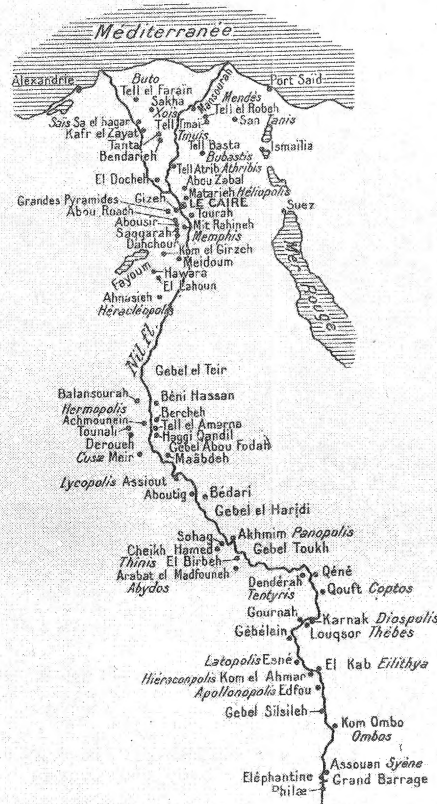 Méditerranée
Alexandrie
Port Saïd
Buto
Tell el Faraïn
Sakha
Xoïs
Mansourah
Mendès
Tell el Robeh
San Tanis
Saïs Sa el hagar
Kafr el Zayat
Tell Tmaï
Tmuis
Tanta
Bendarieh
Tell Basta
Bubastis
Ismaïlia
El Docheh
Tell Atrib Athribis
Abou Zabal
Matarieh Héliopolis
Gizeh
LE CAIRE
Grandes Pyramides
Abou Roach
Tourah
Suez
Abousir
Mit Rahineh
Saqqarah
Memphis
Dahchour
Kom el Girzeh
Meidoum
Fayoum
Hawara
El Lahoun
Mer Rouge
Ahnasieh
Héracléopolis
Nil Fl.
Gebel el Teir
Balansourah
Béni Hassan
Hermopolis
Bercheh
Achmouneïn
Tell el Amarna
Tounah
Haggi Qandil
Deroueh
Gebel Abou Fodah
Cusæ Meir
Maâbdeh
Lycopolis Assiout
Aboutig
Bédari
Gebel el Haridi
Sohag
Akhmim Panopolis
Cheikh Hamed
Gebel Toukh
Thinis El Birbeh
Arabat el Madfouneh
Abydos
Qéné
Dendérah
Tentyris
Qouft Coptos
Gournah
Karnak Diospolis
Louqsor Thèbes
Gébéleïn
Latopolis Esné
El Kab Eilithya
Hiéraconpolis Kom el Ahmar
Apollonopolis Edfou
Gebel Silsileh
Kom Ombo
Ombos
Assouan Syène
Eléphantine
Grand Barrage
Philæ